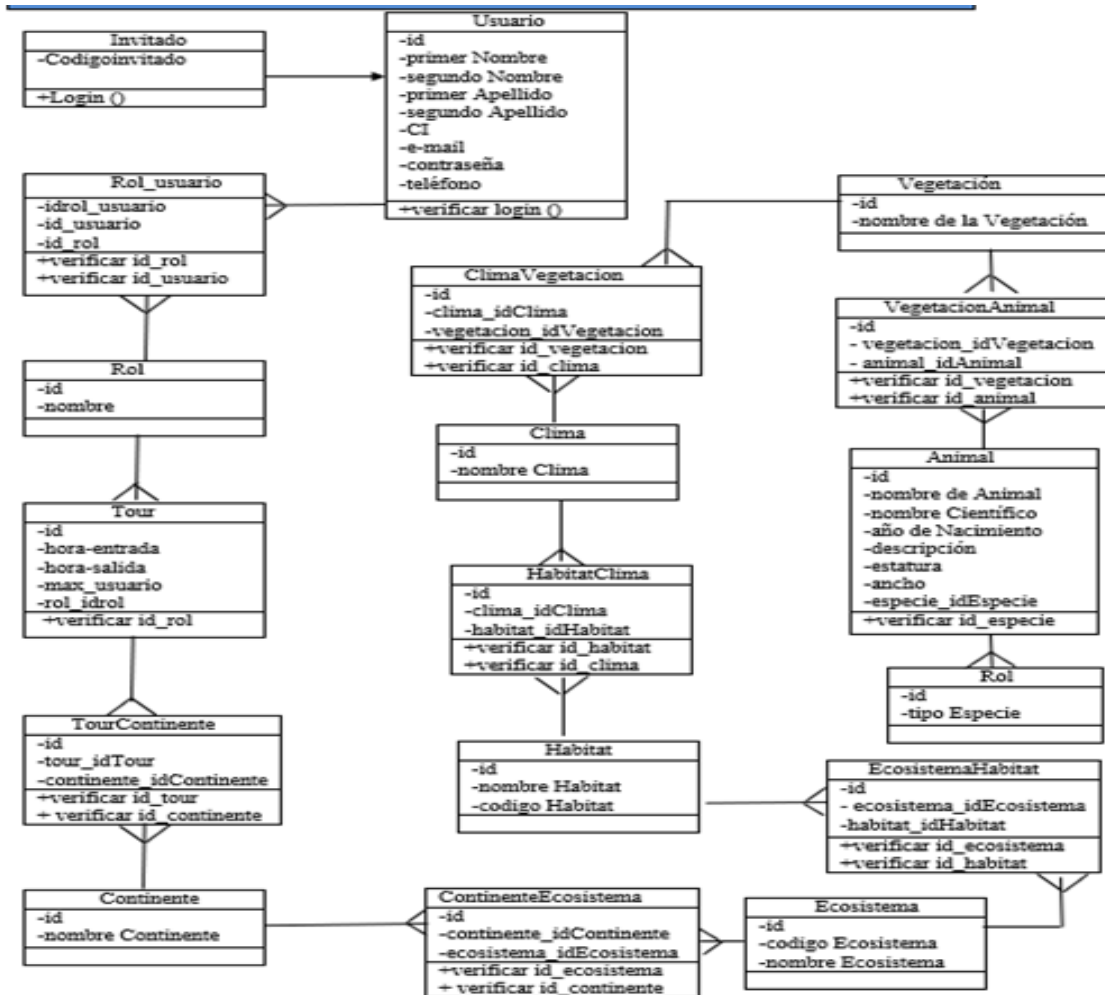 Invitado
-Codigoinvitado
+Login ()
Usuario
-id
-primer Nombre
-segundo Nombre
-primer Apellido
-segundo Apellido
-CI
-e-mail
-contraseña
-teléfono
+verificar login ()
Rol_usuario
-idrol_usuario
-id_usuario
-id_rol
+verificar id_rol
+verificar id_usuario
Rol
-id
-nombre
Tour
-id
-hora-entrada
-hora-salida
-max_usuario
-rol_idrol
+verificar id_rol
TourContinente
-id
-tour_idTour
-continente_idContinente
+verificar id_tour
+ verificar id_continente
Continente
-id
-nombre Continente
ClimaVegetacion
-id
-clima_idClima
-vegetacion_idVegetacion
+verificar id_vegetacion
+verificar id_clima
Clima
-id
-nombre Clima
HabitatClima
-id
-clima_idClima
-habitat_idHabitat
+verificar id_habitat
+verificar id_clima
Habitat
-id
-nombre Habitat
-codigo Habitat
ContinenteEcosistema
-id
-continente_idContinente
-ecosistema_idEcosistema
+verificar id_ecosistema
+ verificar id_continente
Vegetación
-id
-nombre de la Vegetación
VegetacionAnimal
-id
- vegetacion_idVegetacion
- animal_idAnimal
+verificar id_vegetacion
+verificar id_animal
Animal
-id
-nombre de Animal
-nombre Científico
-año de Nacimiento
-descripción
-estatura
-ancho
-especie_idEspecie
+verificar id_especie
Rol
-id
-tipo Especie
EcosistemaHabitat
-id
- ecosistema_idEcosistema
-habitat_idHabitat
+verificar id_ecosistema
+verificar id_habitat
Ecosistema
-id
-codigo Ecosistema
-nombre Ecosistema